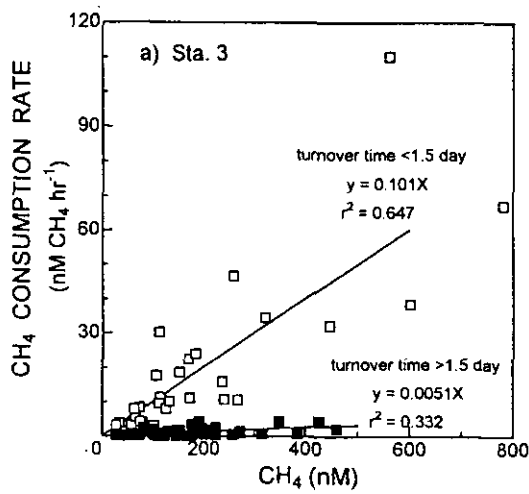 120
90
60
30
a) Sta. 3
CH₄ CONSUMPTION RATE
(nM CH₄ hr⁻¹)
turnover time <1.5 day
y = 0.101X
r² = 0.647
turnover time >1.5 day
y = 0.0051X
r² = 0.332
0 200 400 600 800
CH₄ (nM)